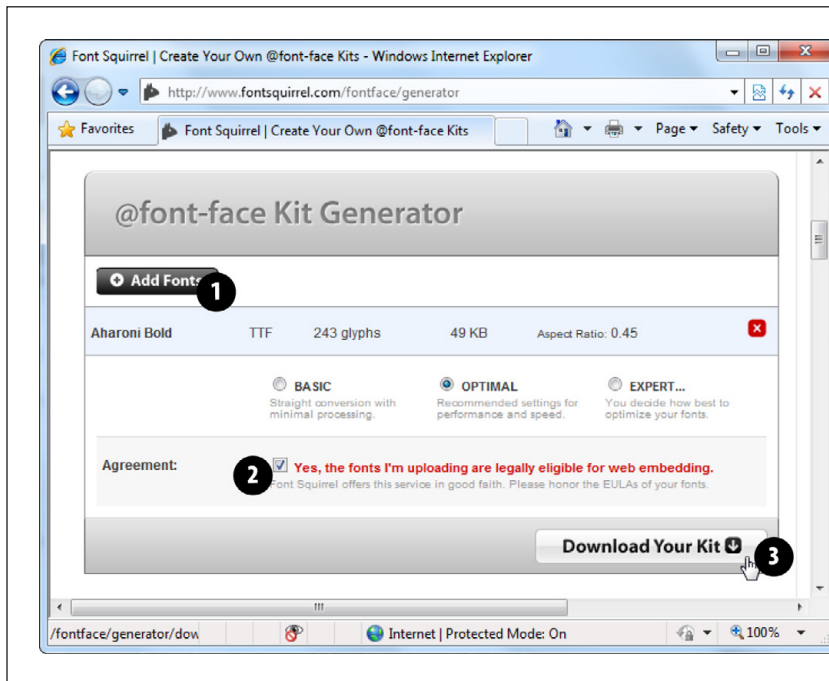 Font Squirrel | Create Your Own @font-face Kits - Windows Internet Explorer
http://www.fontsquirrel.com/fontface/generator
Favorites Font Squirrel | Create Your Own @font-face Kits Page Safety Tools
@font-face Kit Generator
Add Fonts
1
Aharoni Bold TTF 243 glyphs 49 KB Aspect Ratio: 0.45
BASIC OPTIMAL EXPERT...
Straight conversion with Recommended settings for You decide how best to
minimal processing. performance and speed. optimize your fonts.
Agreement: 2 Yes, the fonts I'm uploading are legally eligible for web embedding.
Font Squirrel offers this service in good faith. Please honor the EULAs of your fonts.
Download Your Kit 3
/fontface/generator/dow Internet | Protected Mode: On 100%